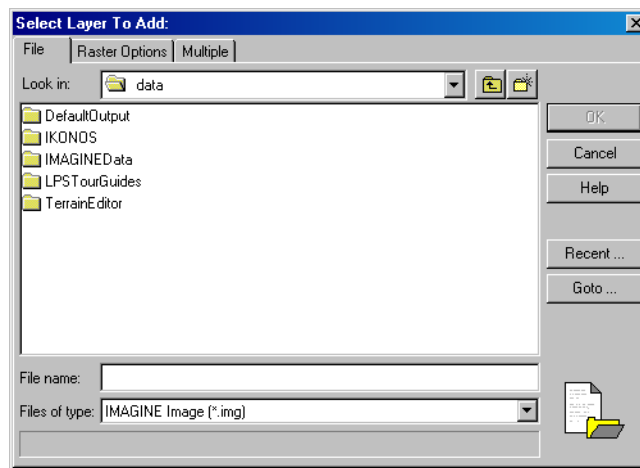 Select Layer To Add:
File Raster Options Multiple
Look in: data
DefaultOutput
IKONOS
IMAGINEData
LPSTourGuides
TerrainEditor
OK
Cancel
Help
Recent ...
Goto ...
File name:
Files of type: IMAGINE Image (*.img)